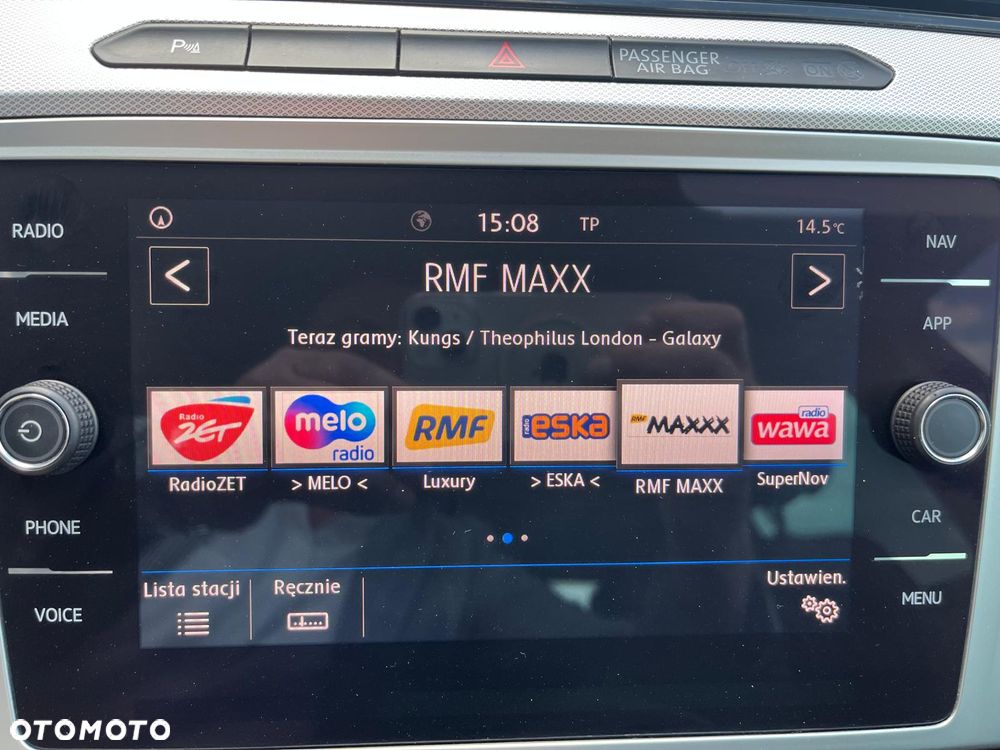 P
PASSENGER
AIR BAG OFF ON
RADIO
MEDIA
PHONE
VOICE
15:08 TP 14.5°C
<
RMF MAXX
>
Teraz gramy: Kungs / Theophilus London - Galaxy
Radio ZET
melo radio
RMF
radio eska
RMF MAXXX
radio wawa
RadioZET
> MELO <
Luxury
> ESKA <
RMF MAXX
SuperNov
Lista stacji
Ręcznie
Ustawien.
NAV
APP
CAR
MENU
OTOMOTO